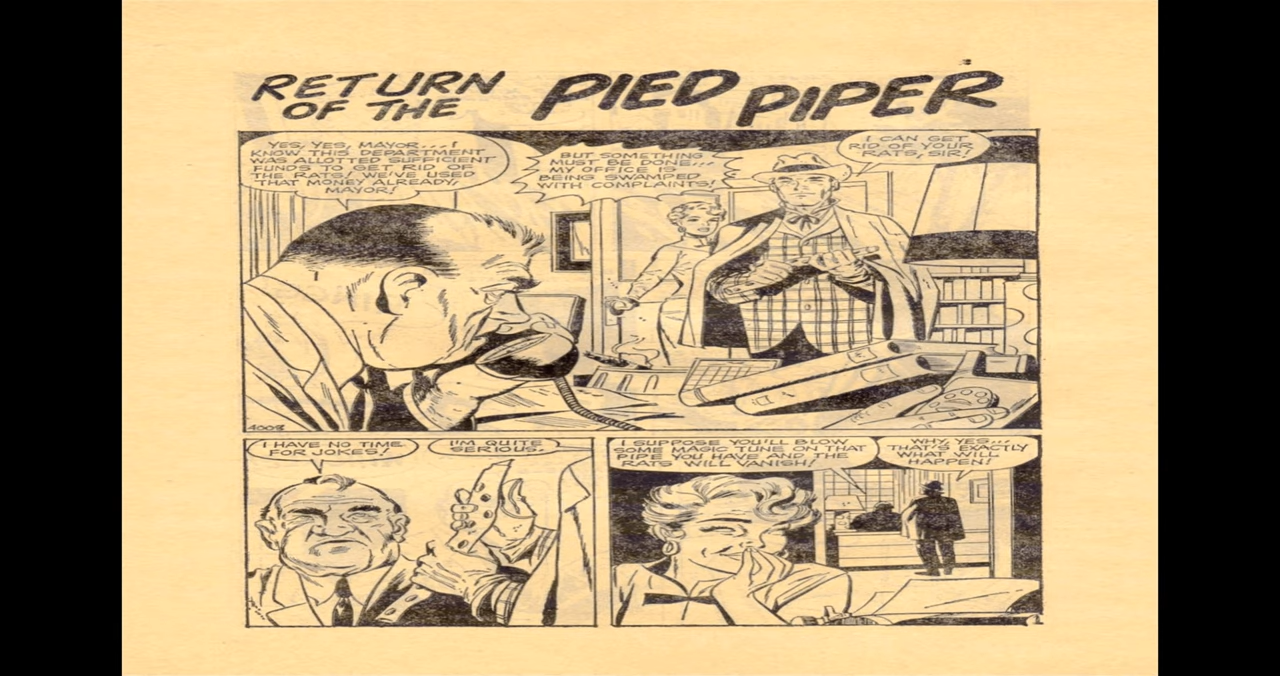 RETURN
OF THE
PIED PIPER
YES, YES, MAYOR... I
KNOW THIS DEPARTMENT
WAS ALLOTTED SUFFICIENT
FUNDS TO GET RID OF
THE RATS! WE'VE USED
THAT MONEY ALREADY,
MAYOR!
BUT SOMETHING
MUST BE DONE...
MY OFFICE IS
BEING SWAMPED
WITH COMPLAINTS!
I CAN GET
RID OF YOUR
RATS, SIR!
4008
I HAVE NO TIME
FOR JOKES!
I'M QUITE
SERIOUS.
I SUPPOSE YOU'LL BLOW
SOME MAGIC TUNE ON THAT
PIPE YOU HAVE AND THE
RATS WILL VANISH!
WHY, YES...
THAT'S EXACTLY
WHAT WILL
HAPPEN!